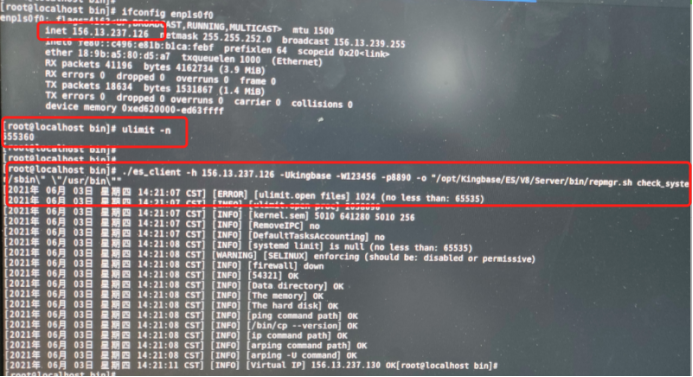 [root@localhost bin]# ifconfig enpls0f0
enpls0f0: flags=4163<UP,BROADCAST,RUNNING,MULTICAST> mtu 1500
inet 156.13.237.126 netmask 255.255.252.0 broadcast 156.13.239.255
inet6 fe80::c496:e81b:b1ca:febf prefixlen 64 scopeid 0x20<link>
ether 18:9b:a5:80:d5:a7 txqueuelen 1000 (Ethernet)
RX packets 41196 bytes 4162734 (3.9 MiB)
RX errors 0 dropped 0 overruns 0 frame 0
TX packets 18634 bytes 1531867 (1.4 MiB)
TX errors 0 dropped 0 overruns 0 carrier 0 collisions 0
device memory 0xed620000-ed63ffff
[root@localhost bin]# ulimit -n
655360
[root@localhost bin]#
[root@localhost bin]#
[root@localhost bin]# ./es_client -h 156.13.237.126 -Ukingbase -W123456 -p8890 -o "/opt/Kingbase/ES/V8/Server/bin/repmgr.sh check_syste
"/sbin\" \"/usr/bin\""
2021年 06月 03日 星期四 14:21:07 CST] [ERROR] [ulimit.open files] 1024 (no less than: 65535)
[2021年 06月 03日 星期四 14:21:07 CST] [INFO]
[2021年 06月 03日 星期四 14:21:07 CST] [INFO] [kernel.sem] 5010 641280 5010 256
[2021年 06月 03日 星期四 14:21:07 CST] [INFO] [RemoveIPC] no
[2021年 06月 03日 星期四 14:21:07 CST] [INFO] [DefaultTasksAccounting] no
[2021年 06月 03日 星期四 14:21:08 CST] [INFO] [systemd limit] is null (no less than: 65535)
[2021年 06月 03日 星期四 14:21:08 CST] [WARNING] [SELINUX] enforcing (should be: disabled or permissive)
[2021年 06月 03日 星期四 14:21:08 CST] [INFO] [firewall] down
[2021年 06月 03日 星期四 14:21:08 CST] [INFO] [54321] OK
[2021年 06月 03日 星期四 14:21:08 CST] [INFO] [Data directory] OK
[2021年 06月 03日 星期四 14:21:08 CST] [INFO] [The memory] OK
[2021年 06月 03日 星期四 14:21:08 CST] [INFO] [The hard disk] OK
[2021年 06月 03日 星期四 14:21:08 CST] [INFO] [ping command path] OK
[2021年 06月 03日 星期四 14:21:08 CST] [INFO] [/bin/cp --version] OK
[2021年 06月 03日 星期四 14:21:08 CST] [INFO] [ip command path] OK
[2021年 06月 03日 星期四 14:21:08 CST] [INFO] [arping command path] OK
[2021年 06月 03日 星期四 14:21:08 CST] [INFO] [arping -U command] OK
[2021年 06月 03日 星期四 14:21:11 CST] [INFO] [Virtual IP] 156.13.237.130 OK[root@localhost bin]#